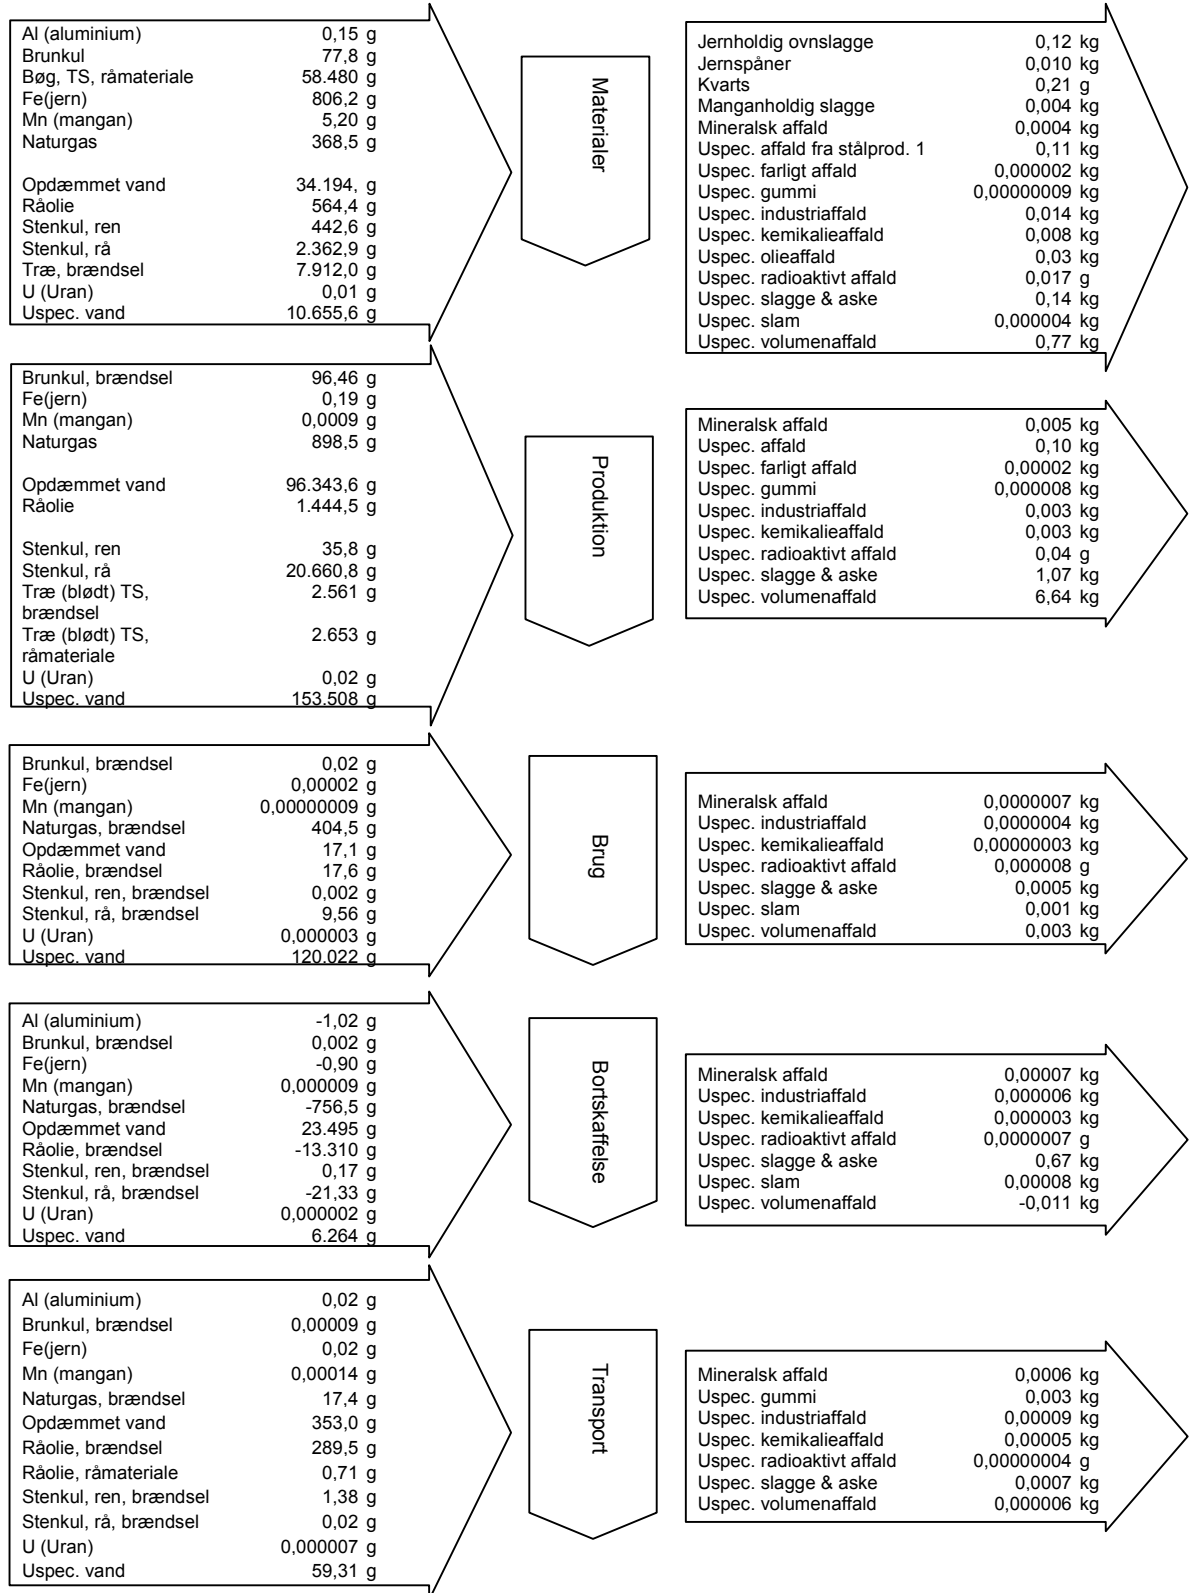 Al (aluminium) 0,15 g
Brunkul 77,8 g
Bøg, TS, råmateriale 58.480 g
Fe(jern) 806,2 g
Mn (mangan) 5,20 g
Naturgas 368,5 g
Opdæmmet vand 34.194, g
Råolie 564,4 g
Stenkul, ren 442,6 g
Stenkul, rå 2.362,9 g
Træ, brændsel 7.912,0 g
U (Uran) 0,01 g
Uspec. vand 10.655,6 g
Materialer
Jernholdig ovnslagge 0,12 kg
Jernspåner 0,010 kg
Kvarts 0,21 g
Manganholdig slagge 0,004 kg
Mineralsk affald 0,0004 kg
Uspec. affald fra stålprod. 1 0,11 kg
Uspec. farligt affald 0,000002 kg
Uspec. gummi 0,00000009 kg
Uspec. industriaffald 0,014 kg
Uspec. kemikalieaffald 0,008 kg
Uspec. olieaffald 0,03 kg
Uspec. radioaktivt affald 0,017 g
Uspec. slagge & aske 0,14 kg
Uspec. slam 0,000004 kg
Uspec. volumenaffald 0,77 kg
Brunkul, brændsel 96,46 g
Fe(jern) 0,19 g
Mn (mangan) 0,0009 g
Naturgas 898,5 g
Opdæmmet vand 96.343,6 g
Råolie 1.444,5 g
Stenkul, ren 35,8 g
Stenkul, rå 20.660,8 g
Træ (blødt) TS, 2.561 g
brændsel
Træ (blødt) TS, 2.653 g
råmateriale
U (Uran) 0,02 g
Uspec. vand 153.508 g
Produktion
Mineralsk affald 0,005 kg
Uspec. affald 0,10 kg
Uspec. farligt affald 0,00002 kg
Uspec. gummi 0,000008 kg
Uspec. industriaffald 0,003 kg
Uspec. kemikalieaffald 0,003 kg
Uspec. radioaktivt affald 0,04 g
Uspec. slagge & aske 1,07 kg
Uspec. volumenaffald 6,64 kg
Brunkul, brændsel 0,02 g
Fe(jern) 0,00002 g
Mn (mangan) 0,00000009 g
Naturgas, brændsel 404,5 g
Opdæmmet vand 17,1 g
Råolie, brændsel 17,6 g
Stenkul, ren, brændsel 0,002 g
Stenkul, rå, brændsel 9,56 g
U (Uran) 0,000003 g
Uspec. vand 120.022 g
Brug
Mineralsk affald 0,0000007 kg
Uspec. industriaffald 0,0000004 kg
Uspec. kemikalieaffald 0,00000003 kg
Uspec. radioaktivt affald 0,000008 g
Uspec. slagge & aske 0,0005 kg
Uspec. slam 0,001 kg
Uspec. volumenaffald 0,003 kg
Al (aluminium) -1,02 g
Brunkul, brændsel 0,002 g
Fe(jern) -0,90 g
Mn (mangan) 0,000009 g
Naturgas, brændsel -756,5 g
Opdæmmet vand 23.495 g
Råolie, brændsel -13.310 g
Stenkul, ren, brændsel 0,17 g
Stenkul, rå, brændsel -21,33 g
U (Uran) 0,000002 g
Uspec. vand 6.264 g
Bortskaffelse
Mineralsk affald 0,00007 kg
Uspec. industriaffald 0,000006 kg
Uspec. kemikalieaffald 0,000003 kg
Uspec. radioaktivt affald 0,0000007 g
Uspec. slagge & aske 0,67 kg
Uspec. slam 0,00008 kg
Uspec. volumenaffald -0,011 kg
Al (aluminium) 0,02 g
Brunkul, brændsel 0,00009 g
Fe(jern) 0,02 g
Mn (mangan) 0,00014 g
Naturgas, brændsel 17,4 g
Opdæmmet vand 353,0 g
Råolie, brændsel 289,5 g
Råolie, råmateriale 0,71 g
Stenkul, ren, brændsel 1,38 g
Stenkul, rå, brændsel 0,02 g
U (Uran) 0,000007 g
Uspec. vand 59,31 g
Transport
Mineralsk affald 0,0006 kg
Uspec. gummi 0,003 kg
Uspec. industriaffald 0,00009 kg
Uspec. kemikalieaffald 0,00005 kg
Uspec. radioaktivt affald 0,00000004 g
Uspec. slagge & aske 0,0007 kg
Uspec. volumenaffald 0,000006 kg